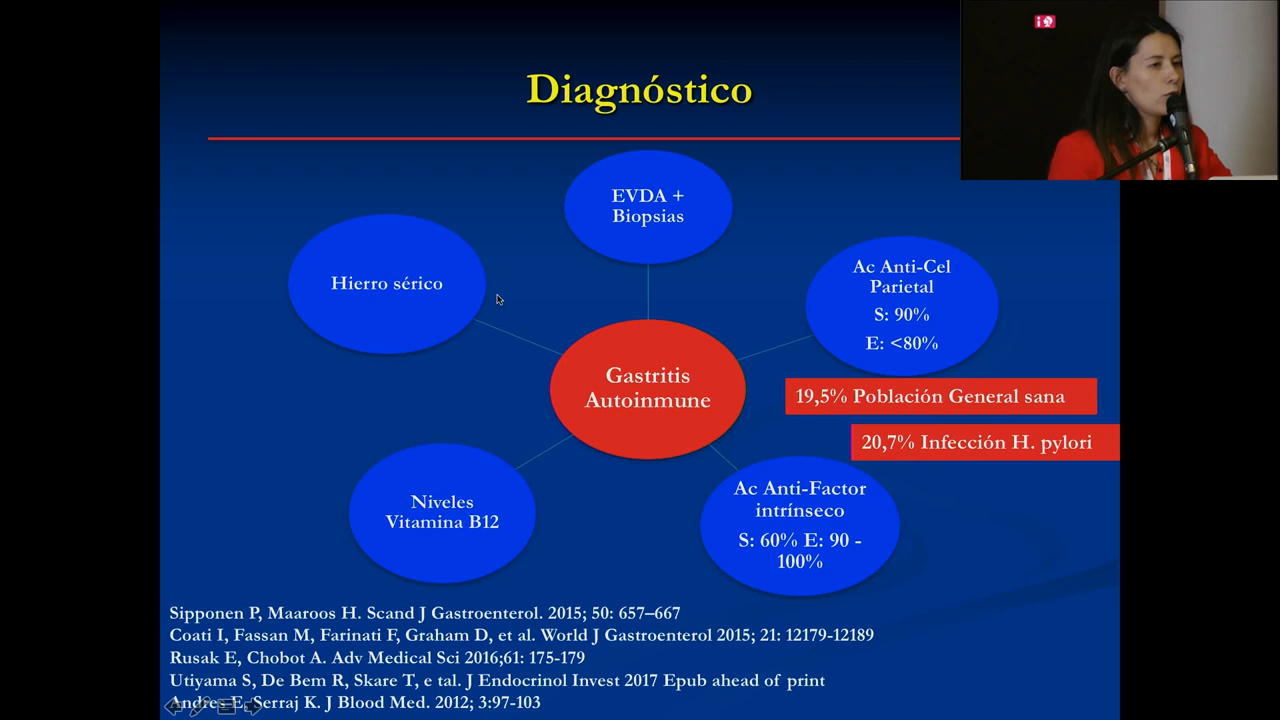 Diagnóstico
EVDA +
Biopsias
Hierro sérico
Ac Anti-Cel
Parietal
S: 90%
E: <80%
Gastritis
Autoinmune
19,5% Población General sana
20,7% Infección H. pylori
Niveles
Vitamina B12
Ac Anti-Factor
intrínseco
S: 60% E: 90 -
100%
Sipponen P, Maaroos H. Scand J Gastroenterol. 2015; 50: 657–667
Coati I, Fassan M, Farinati F, Graham D, et al. World J Gastroenterol 2015; 21: 12179-12189
Rusak E, Chobot A. Adv Medical Sci 2016;61: 175-179
Utiyama S, De Bem R, Skare T, e tal. J Endocrinol Invest 2017 Epub ahead of print
Andres E, Serraj K. J Blood Med. 2012; 3:97-103